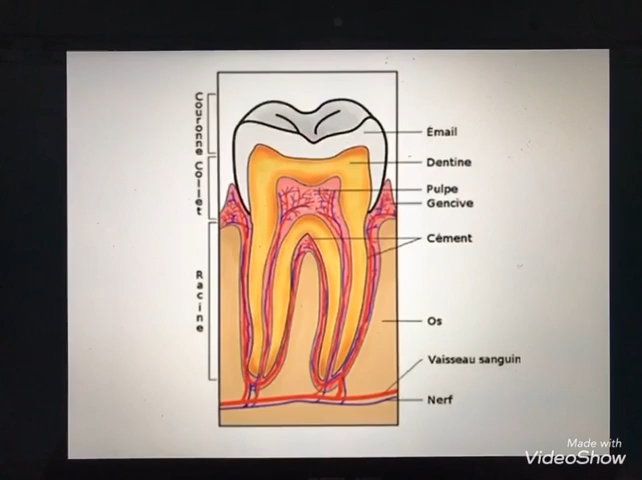 Couronne
Collet
Racine
Émail
Dentine
Pulpe
Gencive
Cément
Os
Vaisseau sanguin
Nerf
Made with
VideoShow